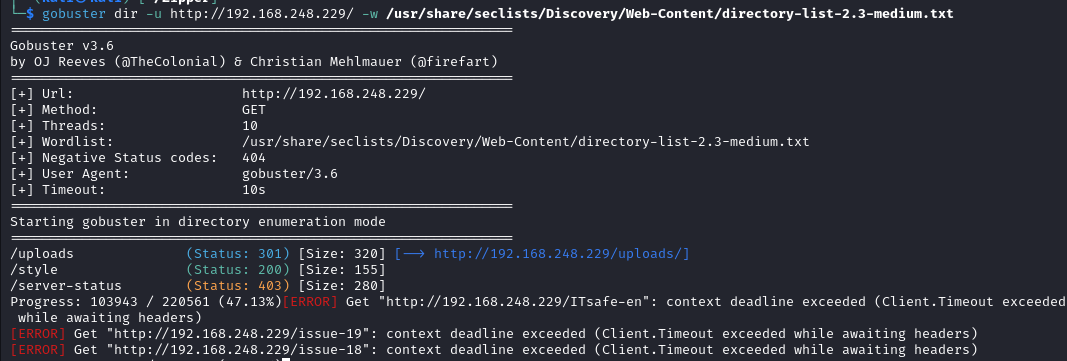 └─$ gobuster dir -u http://192.168.248.229/ -w /usr/share/seclists/Discovery/Web-Content/directory-list-2.3-medium.txt
===============================================================
Gobuster v3.6
by OJ Reeves (@TheColonial) & Christian Mehlmauer (@firefart)
===============================================================
[+] Url:                     http://192.168.248.229/
[+] Method:                  GET
[+] Threads:                 10
[+] Wordlist:                /usr/share/seclists/Discovery/Web-Content/directory-list-2.3-medium.txt
[+] Negative Status codes:   404
[+] User Agent:              gobuster/3.6
[+] Timeout:                 10s
===============================================================
Starting gobuster in directory enumeration mode
===============================================================
/uploads              (Status: 301) [Size: 320] [--> http://192.168.248.229/uploads/]
/style                (Status: 200) [Size: 155]
/server-status        (Status: 403) [Size: 280]
Progress: 103943 / 220561 (47.13%)[ERROR] Get "http://192.168.248.229/ITsafe-en": context deadline exceeded (Client.Timeout exceeded
 while awaiting headers)
[ERROR] Get "http://192.168.248.229/issue-19": context deadline exceeded (Client.Timeout exceeded while awaiting headers)
[ERROR] Get "http://192.168.248.229/issue-18": context deadline exceeded (Client.Timeout exceeded while awaiting headers)